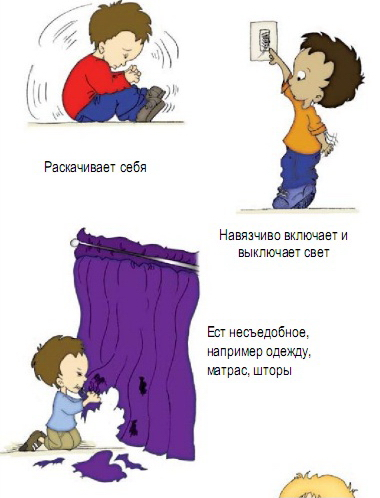 Раскачивает себя
Навязчиво включает и
выключает свет
Ест несъедобное,
например одежду,
матрас, шторы